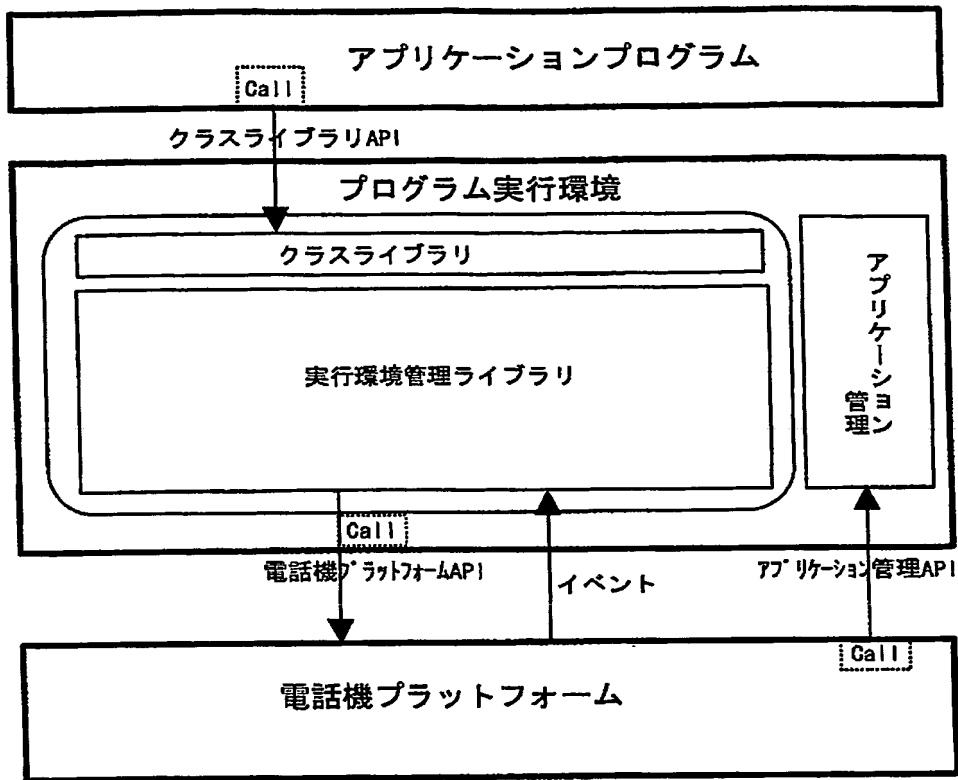 アプリケーションプログラム
Call
クラスライブラリAPI
プログラム実行環境
クラスライブラリ
実行環境管理ライブラリ
アプリケーション
管理
Call
電話機プラットフォームAPI
イベント
アプリケーション管理API
Call
電話機プラットフォーム